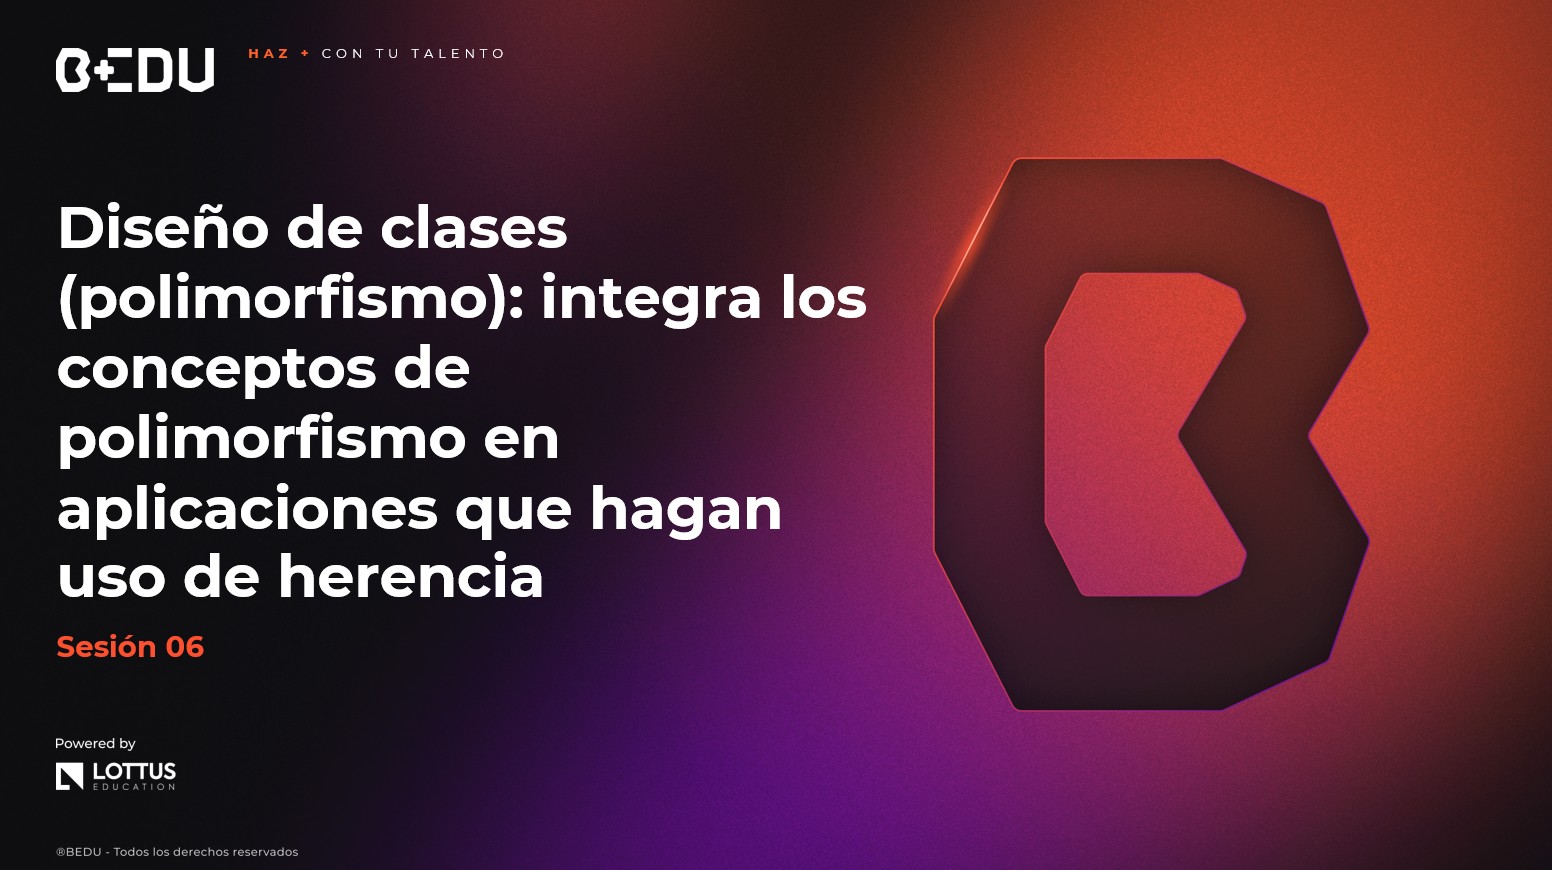 B+EDU
HAZ + CON TU TALENTO
Diseño de clases
(polimorfismo): integra los
conceptos de
polimorfismo en
aplicaciones que hagan
uso de herencia
Sesión 06
Powered by
LOTTUS
EDUCATION
®BEDU - Todos los derechos reservados